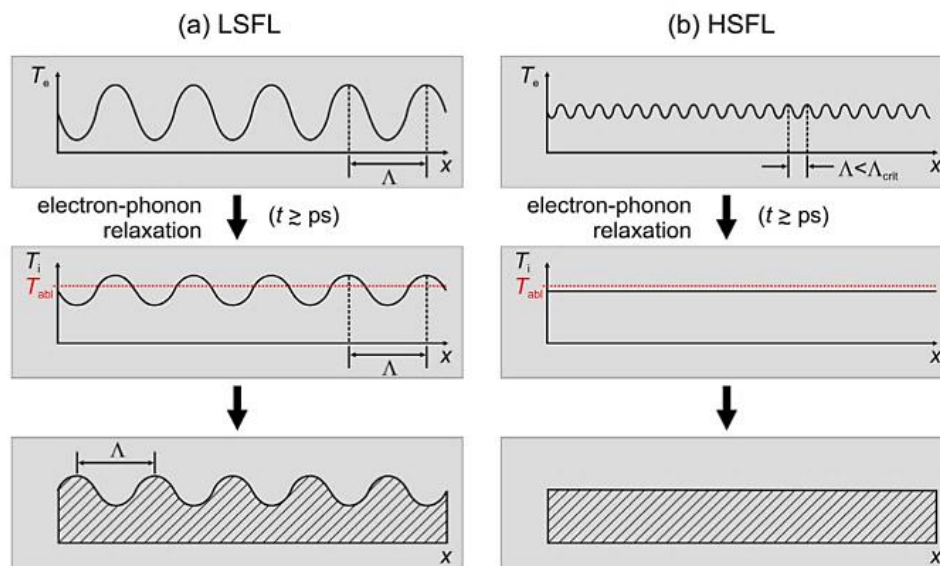 (a) LSFL
(b) HSFL
Te
x
Λ
Te
x
Λ<Λcrit
electron-phonon
relaxation
(t ≳ ps)
electron-phonon
relaxation
(t ≳ ps)
Ti
Tabl
x
Λ
Ti
Tabl
x
Λ
x
x